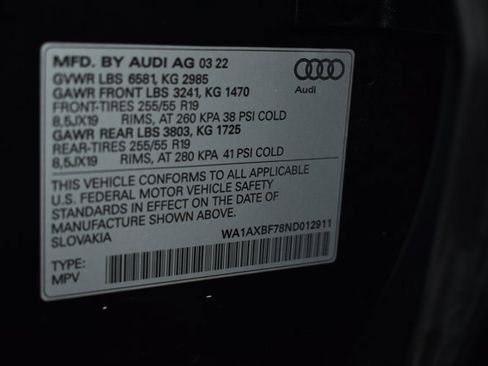 MFD. BY AUDI AG 03 22
GVWR LBS 6581, KG 2985
GAWR FRONT LBS 3241, KG 1470
FRONT-TIRES 255/55 R19
8,5JX19 RIMS, AT 260 KPA 38 PSI COLD
GAWR REAR LBS 3803, KG 1725
REAR-TIRES 255/55 R19
8,5JX19 RIMS, AT 280 KPA 41 PSI COLD
Audi
THIS VEHICLE CONFORMS TO ALL APPLICABLE
U.S. FEDERAL MOTOR VEHICLE SAFETY
STANDARDS IN EFFECT ON THE DATE OF
MANUFACTURE SHOWN ABOVE.
SLOVAKIA
WA1AXBF78ND012911
TYPE:
MPV